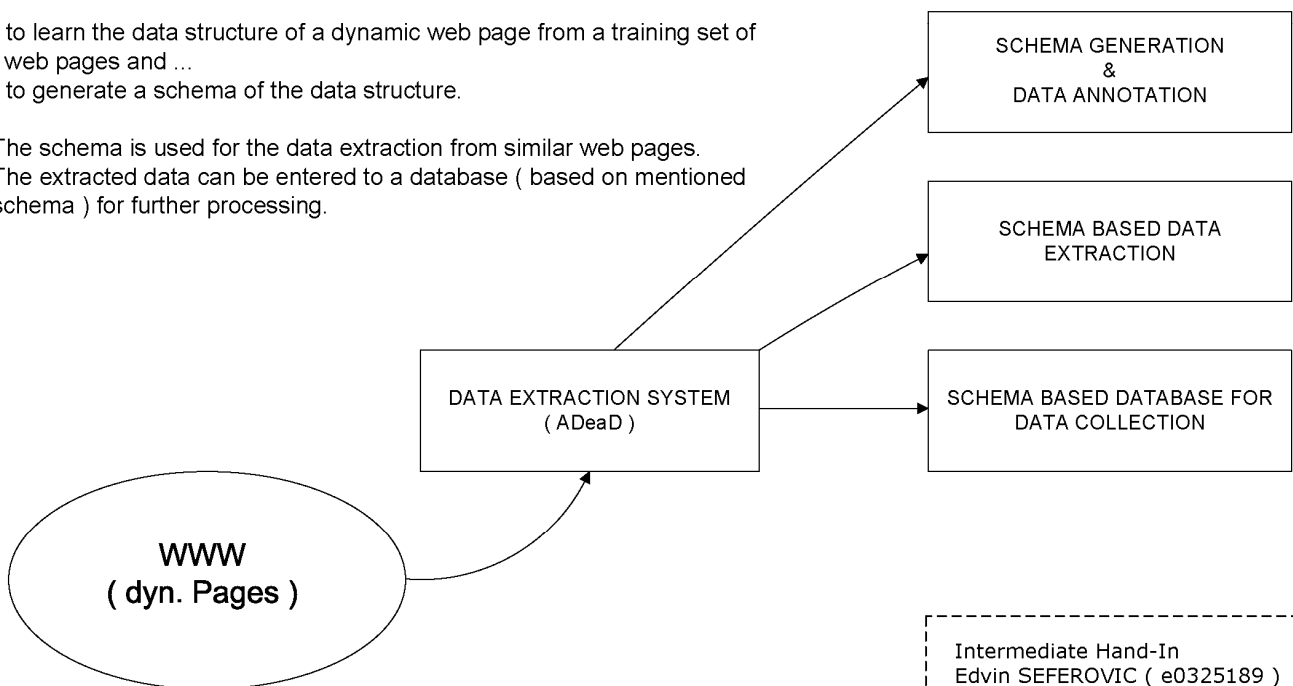 to learn the data structure of a dynamic web page from a training set of
web pages and ...
to generate a schema of the data structure.
The schema is used for the data extraction from similar web pages.
The extracted data can be entered to a database ( based on mentioned
schema ) for further processing.
SCHEMA GENERATION
&
DATA ANNOTATION
SCHEMA BASED DATA
EXTRACTION
DATA EXTRACTION SYSTEM
( ADeaD )
SCHEMA BASED DATABASE FOR
DATA COLLECTION
WWW
( dyn. Pages )
Intermediate Hand-In
Edvin SEFEROVIC ( e0325189 )